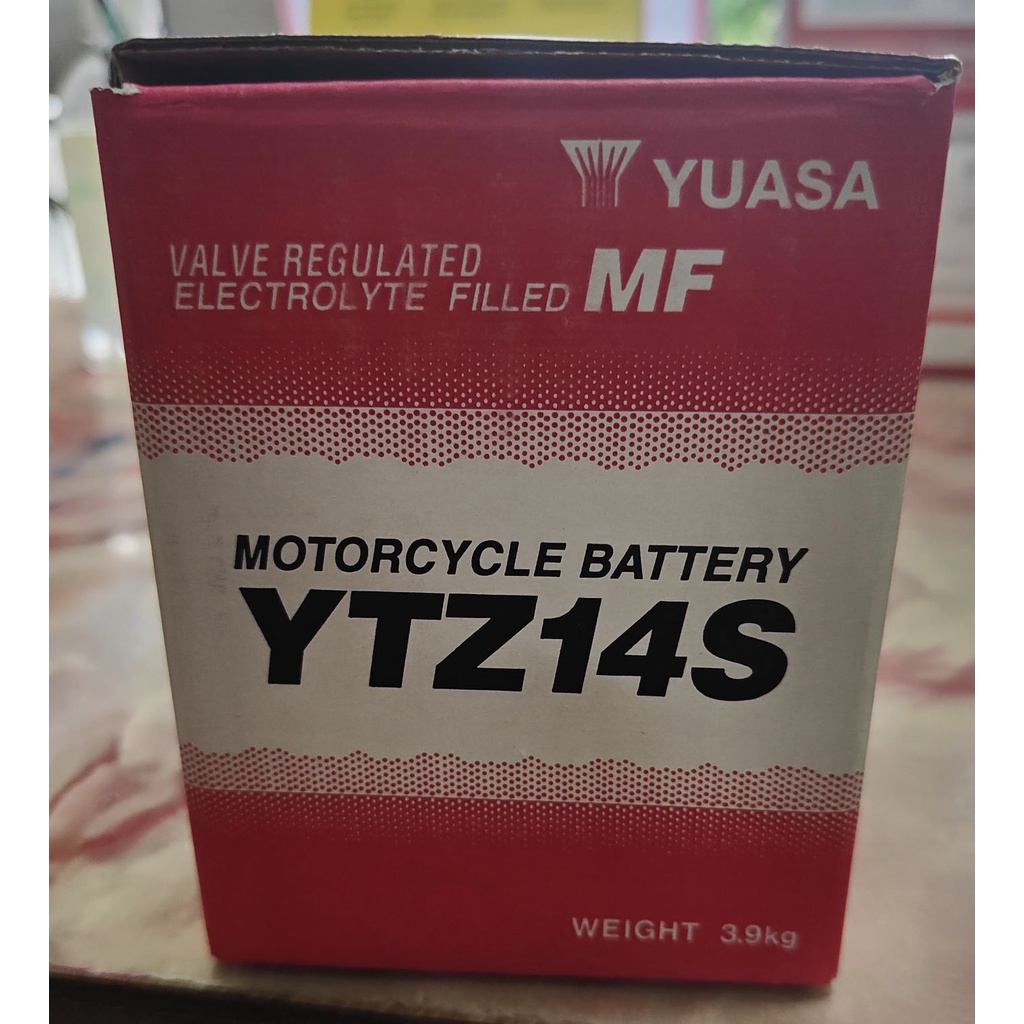 YUASA
VALVE REGULATED
ELECTROLYTE FILLED MF
MOTORCYCLE BATTERY
YTZ14S
WEIGHT 3.9kg